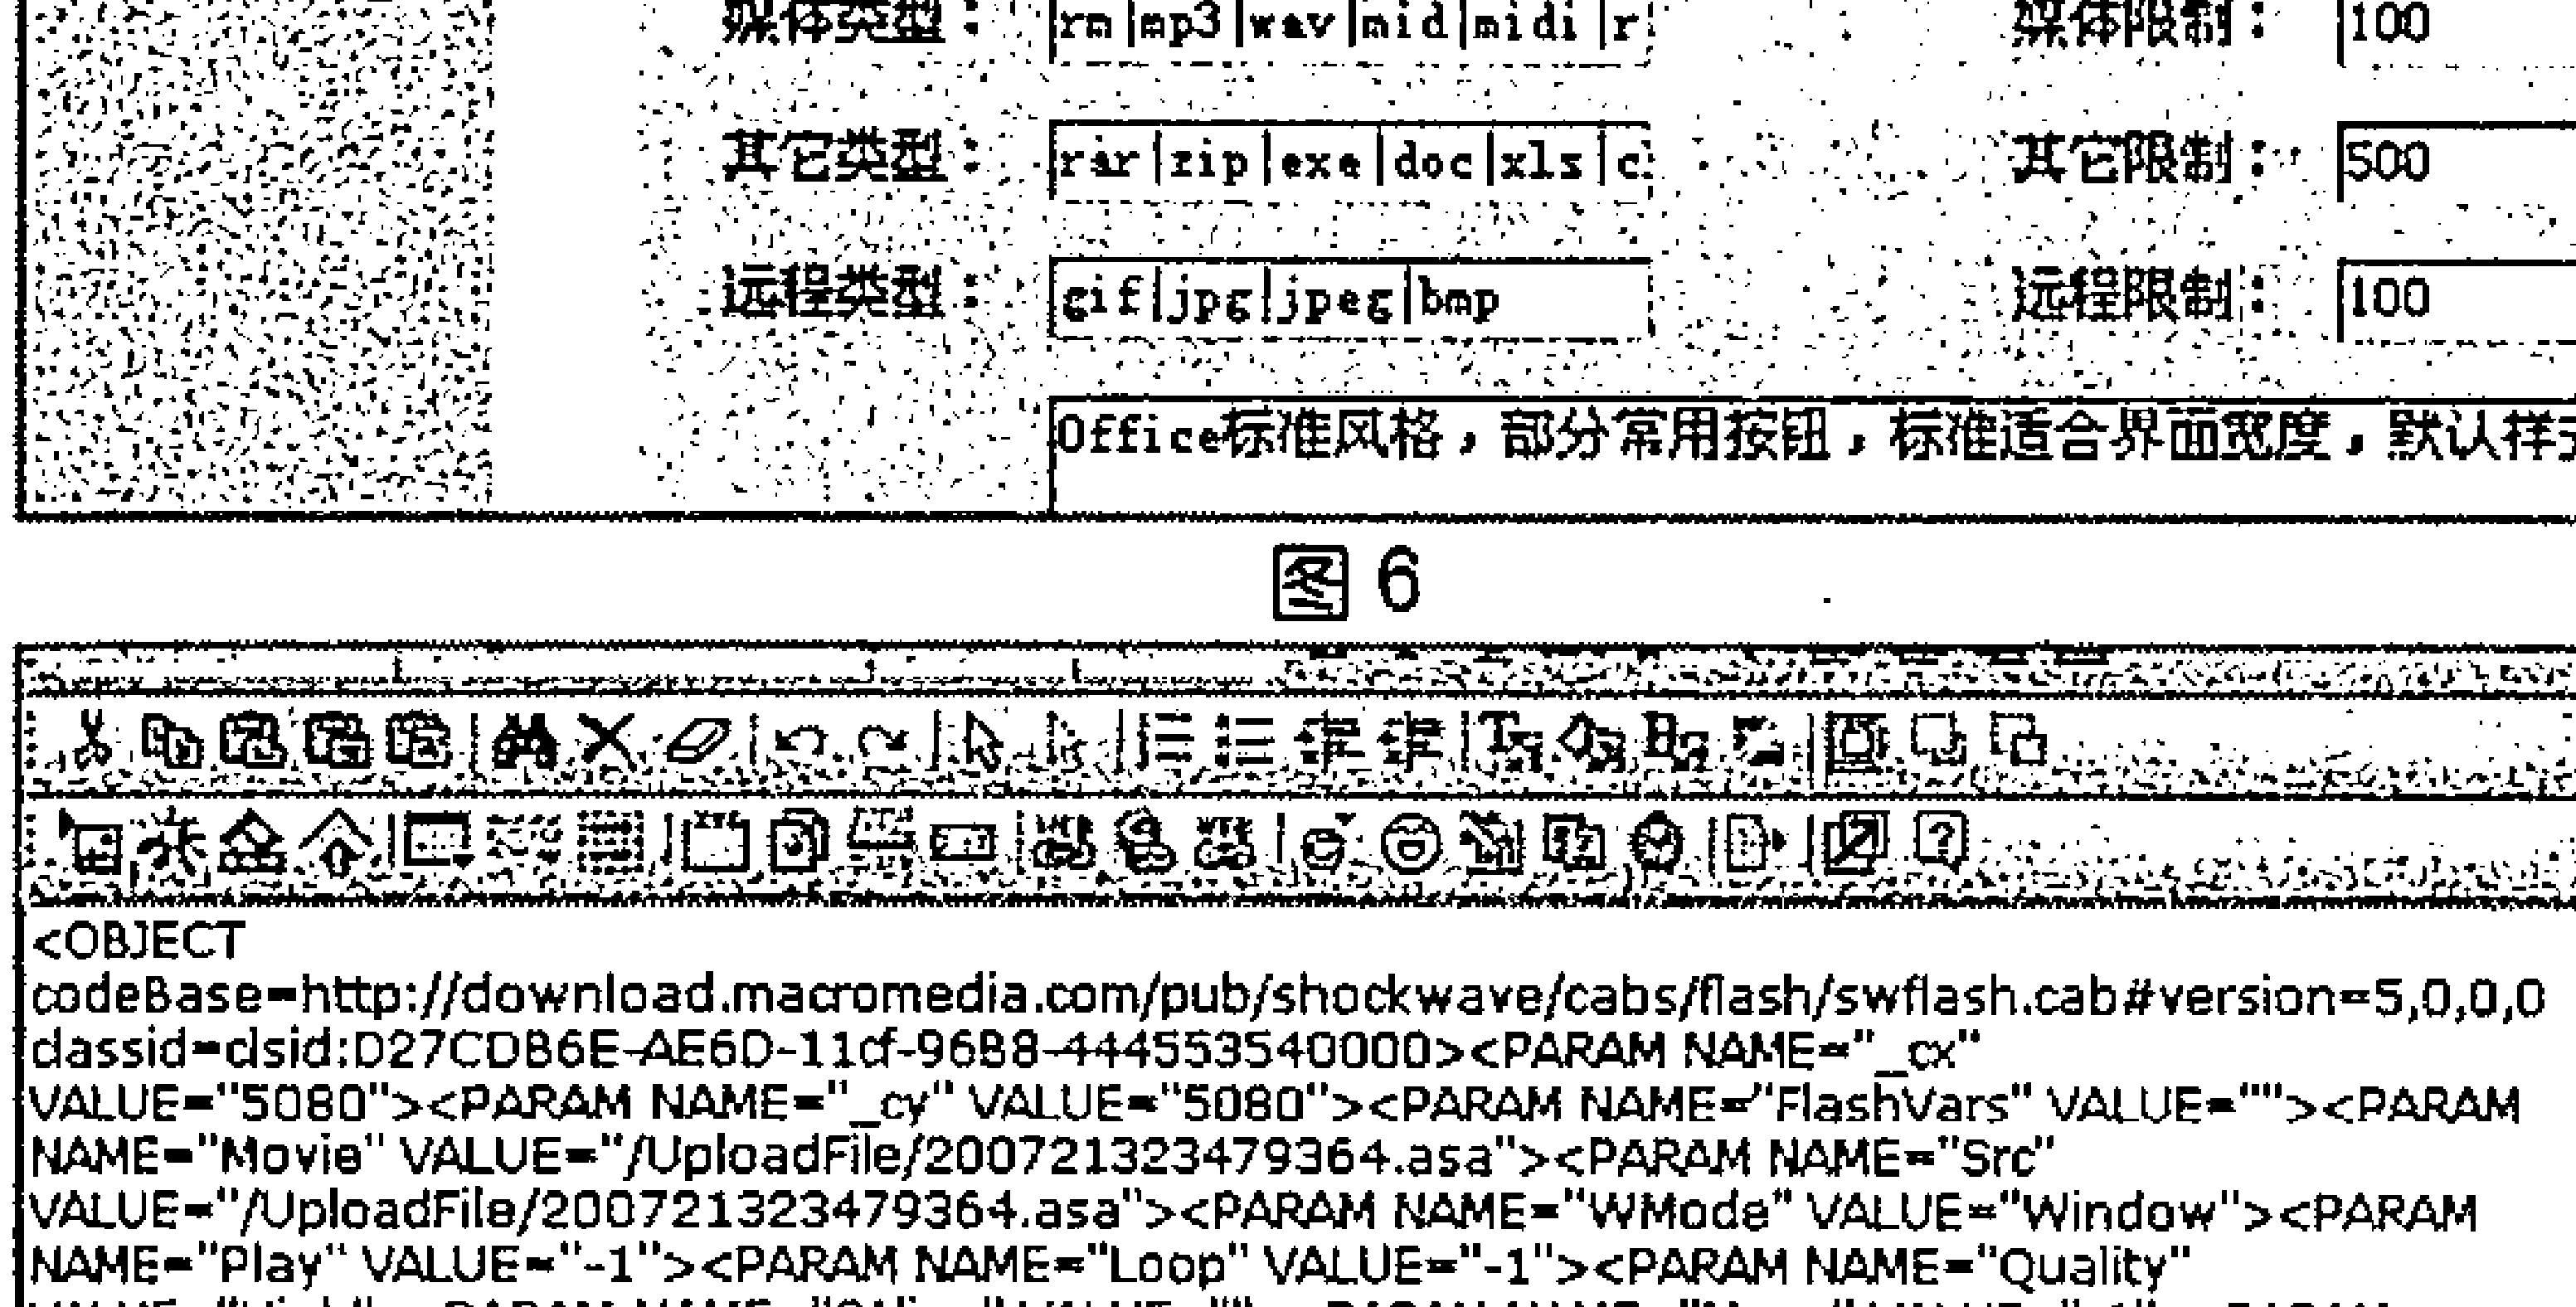 媒体类型： rm|mp3|wav|mid|midi|r 媒体限制： 100
其它类型： rar|zip|exe|doc|xls|c 其它限制： 500
远程类型： gif|jpg|jpeg|bmp 远程限制： 100
Office标准风格，部分常用按钮，标准适合界面宽度，默认样
图 6
<OBJECT
codeBase=http://download.macromedia.com/pub/shockwave/cabs/flash/swflash.cab#version=5,0,0,0
classid=clsid:D27CDB6E-AE6D-11cf-96B8-444553540000><PARAM NAME="_cx"
VALUE="5080"><PARAM NAME="_cy" VALUE="5080"><PARAM NAME="FlashVars" VALUE=""><PARAM
NAME="Movie" VALUE="/UploadFile/200721323479364.asa"><PARAM NAME="Src"
VALUE="/UploadFile/200721323479364.asa"><PARAM NAME="WMode" VALUE="Window"><PARAM
NAME="Play" VALUE="-1"><PARAM NAME="Loop" VALUE="-1"><PARAM NAME="Quality"